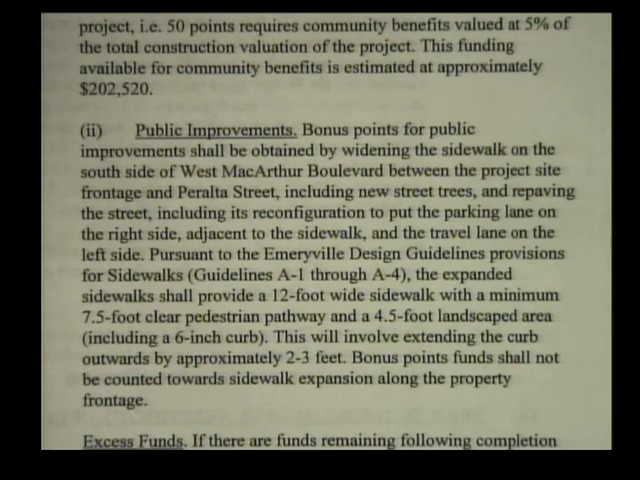 project, i.e. 50 points requires community benefits valued at 5% of
the total construction valuation of the project. This funding
available for community benefits is estimated at approximately
$202,520.
(ii) Public Improvements. Bonus points for public
improvements shall be obtained by widening the sidewalk on the
south side of West MacArthur Boulevard between the project site
frontage and Peralta Street, including new street trees, and repaving
the street, including its reconfiguration to put the parking lane on
the right side, adjacent to the sidewalk, and the travel lane on the
left side. Pursuant to the Emeryville Design Guidelines provisions
for Sidewalks (Guidelines A-1 through A-4), the expanded
sidewalks shall provide a 12-foot wide sidewalk with a minimum
7.5-foot clear pedestrian pathway and a 4.5-foot landscaped area
(including a 6-inch curb). This will involve extending the curb
outwards by approximately 2-3 feet. Bonus points funds shall not
be counted towards sidewalk expansion along the property
frontage.
Excess Funds. If there are funds remaining following completion